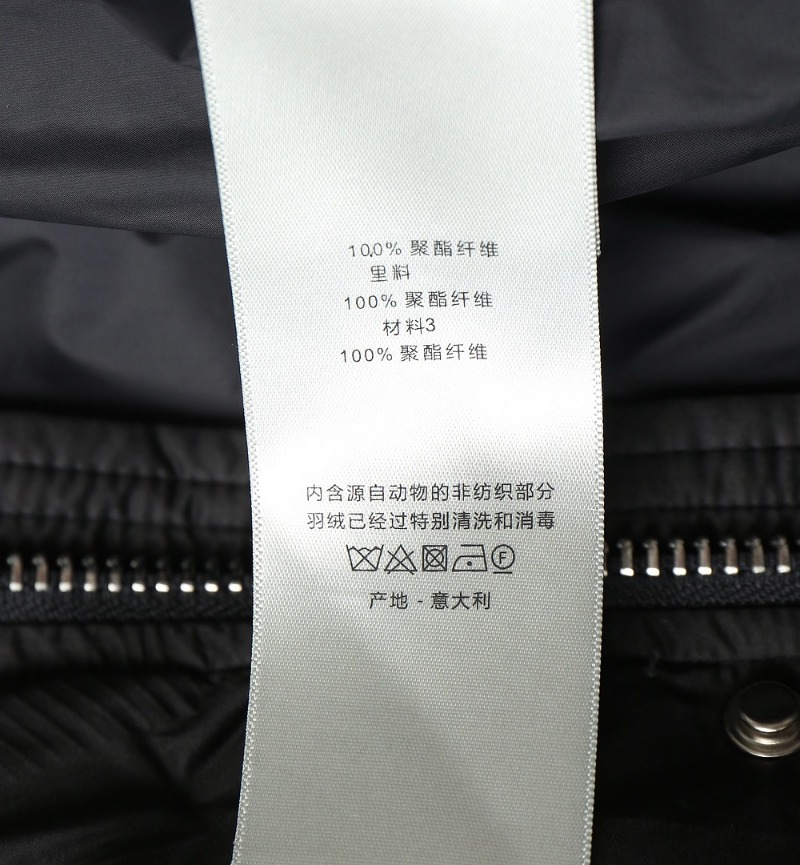 100% 聚酯纤维
里料
100% 聚酯纤维
材料3
100% 聚酯纤维
内含源自动物的非纺织部分
羽绒已经过特别清洗和消毒
F
产地 - 意大利